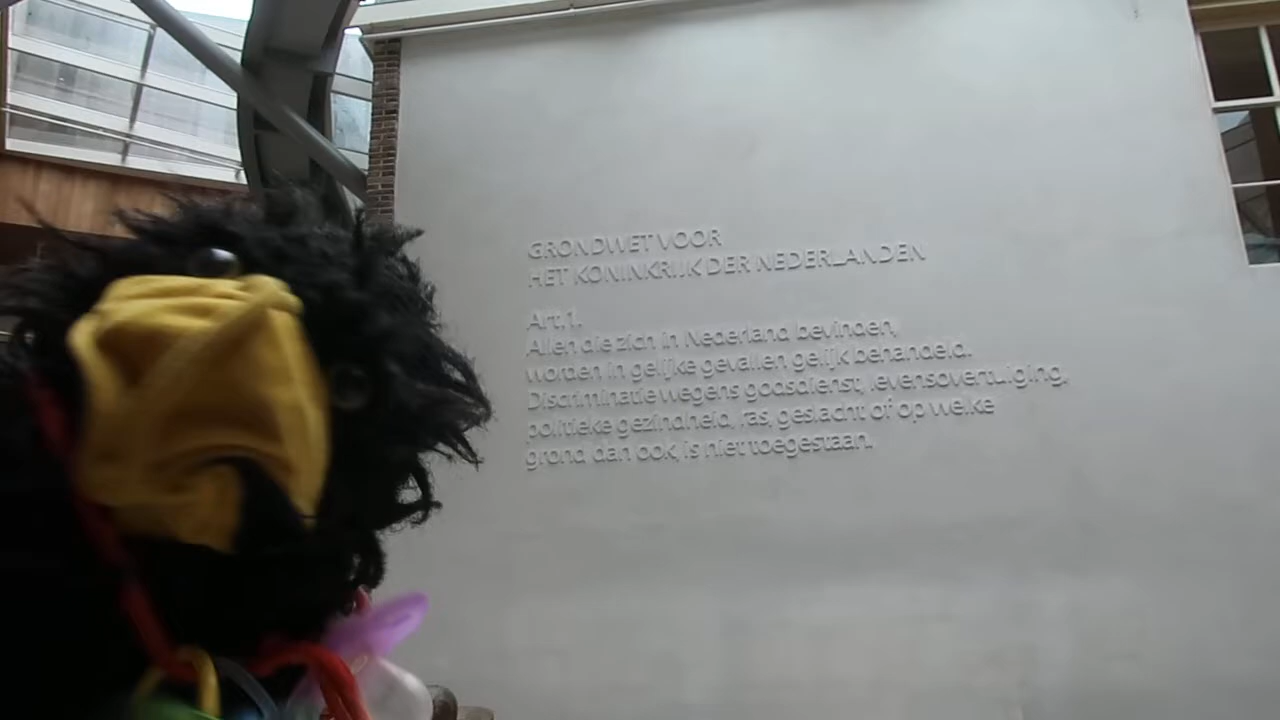 GRONDWET VOOR
HET KONINKRIJK DER NEDERLANDEN
Art.1.
Allen die zich in Nederland bevinden,
worden in gelijke gevallen gelijk behandeld.
Discriminatie wegens godsdienst, levensovertuiging,
politieke gezindheid, ras, geslacht of op welke
grond dan ook, is niet toegestaan.